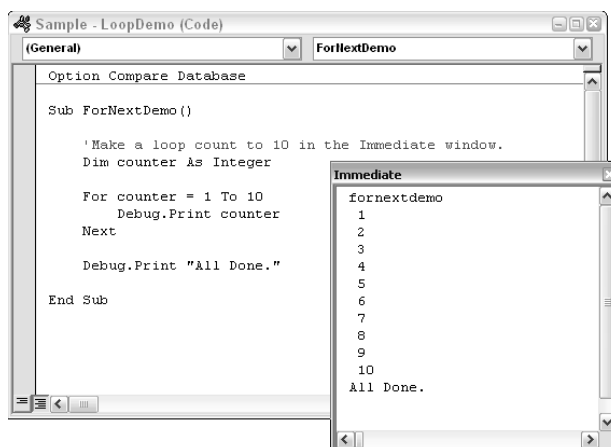 Sample - LoopDemo (Code)
(General) ForNextDemo
Option Compare Database
Sub ForNextDemo()
'Make a loop count to 10 in the Immediate window.
Dim counter As Integer
For counter = 1 To 10
Debug.Print counter
Next
Debug.Print "All Done."
End Sub
Immediate
fornextdemo
1
2
3
4
5
6
7
8
9
10
All Done.